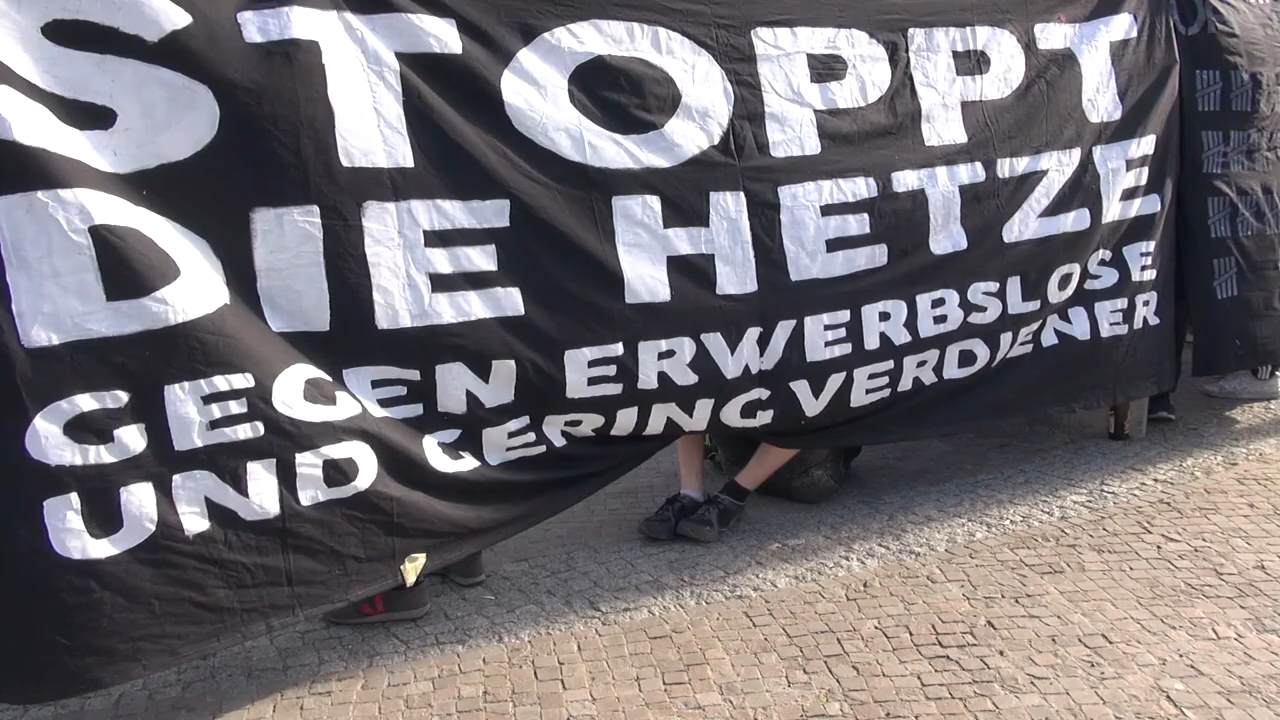 STOPPT
DIE HETZE
GEGEN ERWERBSLOSE
UND GERINGVERDIENER